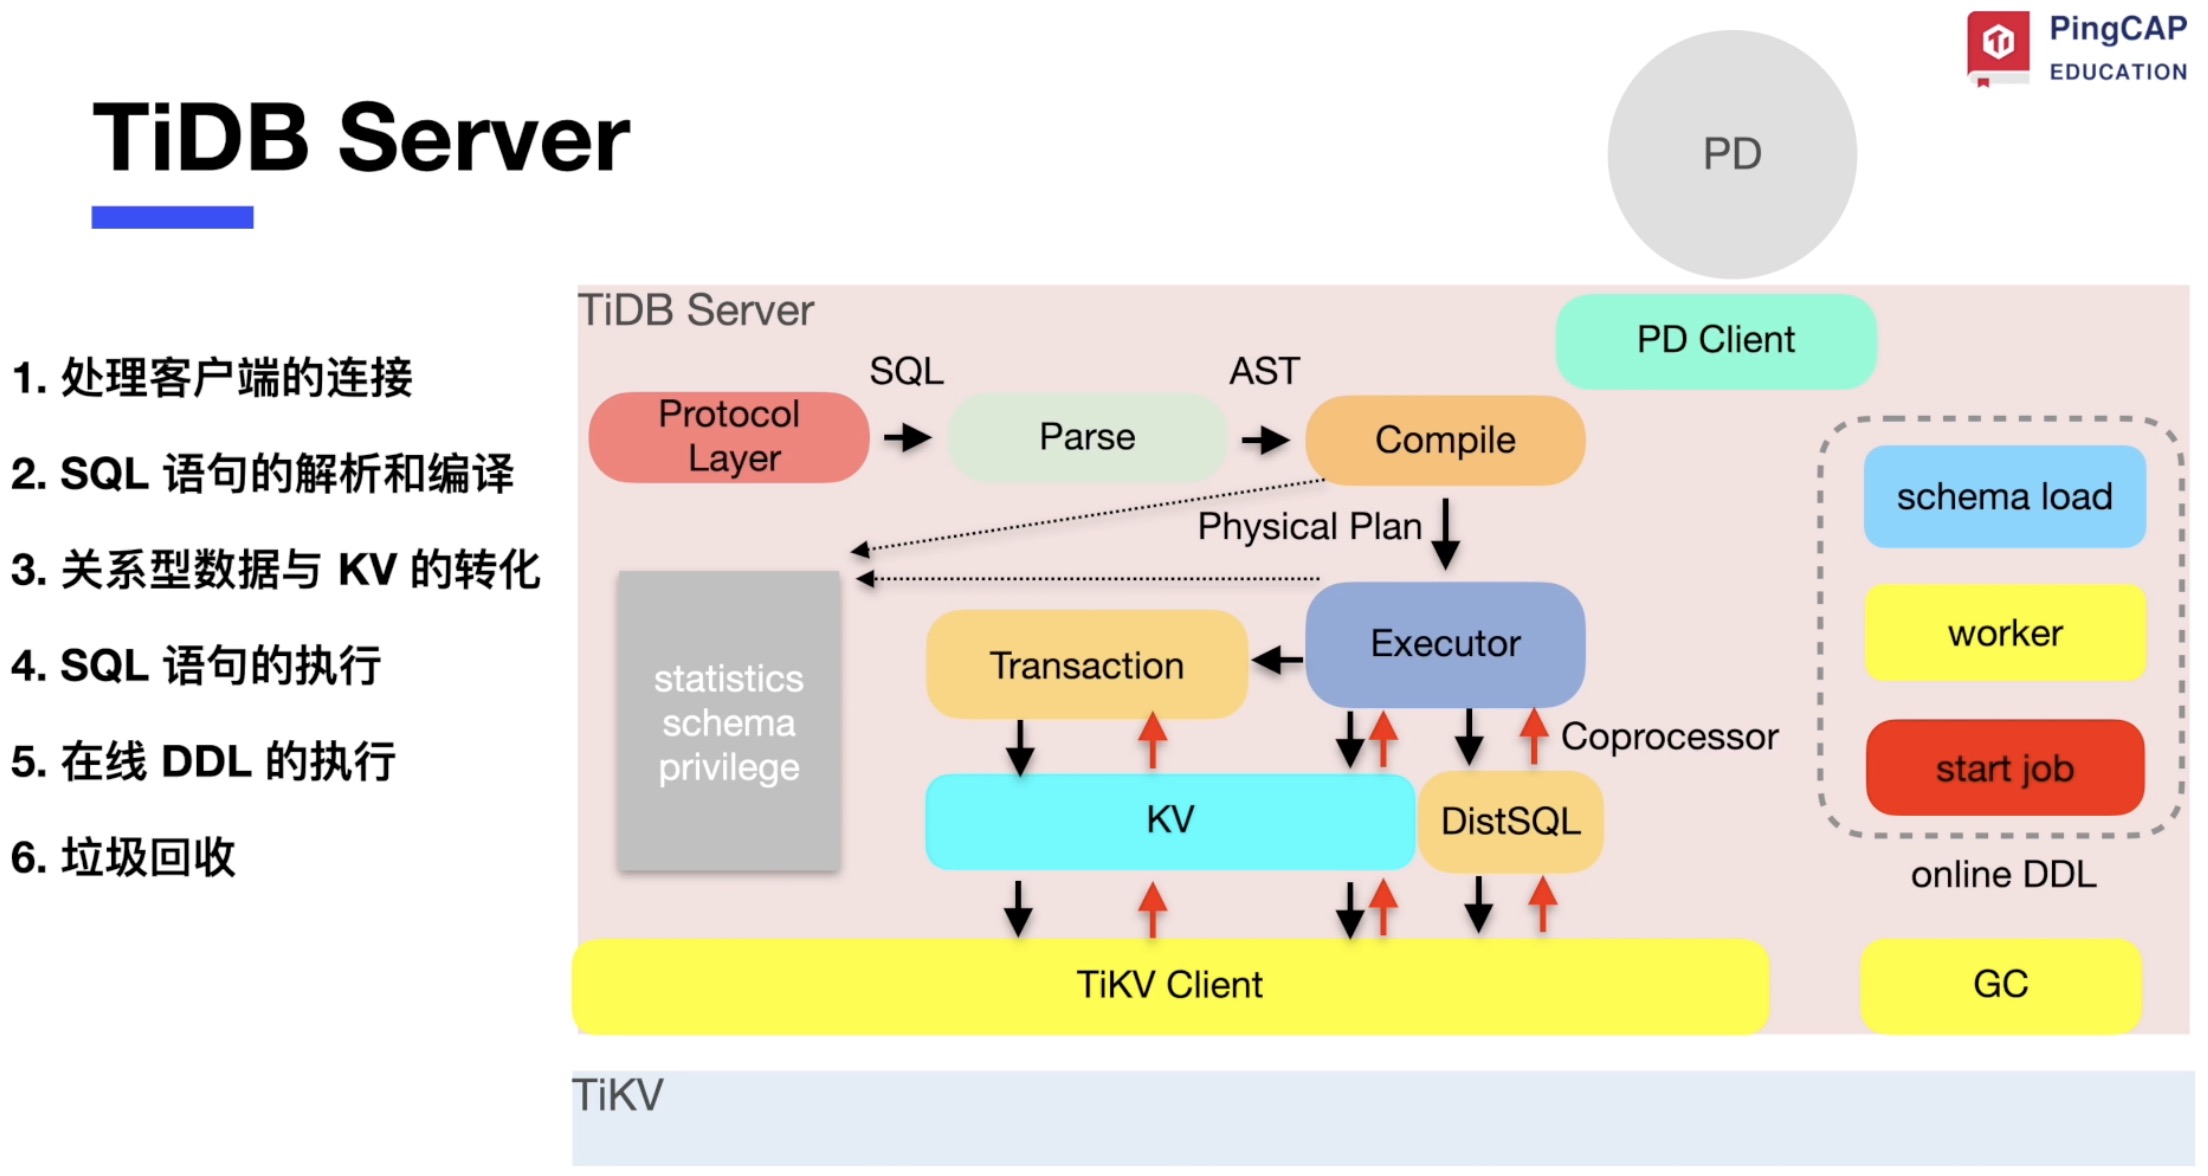 PingCAP
EDUCATION
TiDB Server
PD
1. 处理客户端的连接
2. SQL 语句的解析和编译
3. 关系型数据与 KV 的转化
4. SQL 语句的执行
5. 在线 DDL 的执行
6. 垃圾回收
TiDB Server
PD Client
SQL
AST
Protocol
Layer
Parse
Compile
Physical Plan
schema load
worker
start job
online DDL
statistics
schema
privilege
Transaction
Executor
Coprocessor
KV
DistSQL
TiKV Client
GC
TiKV